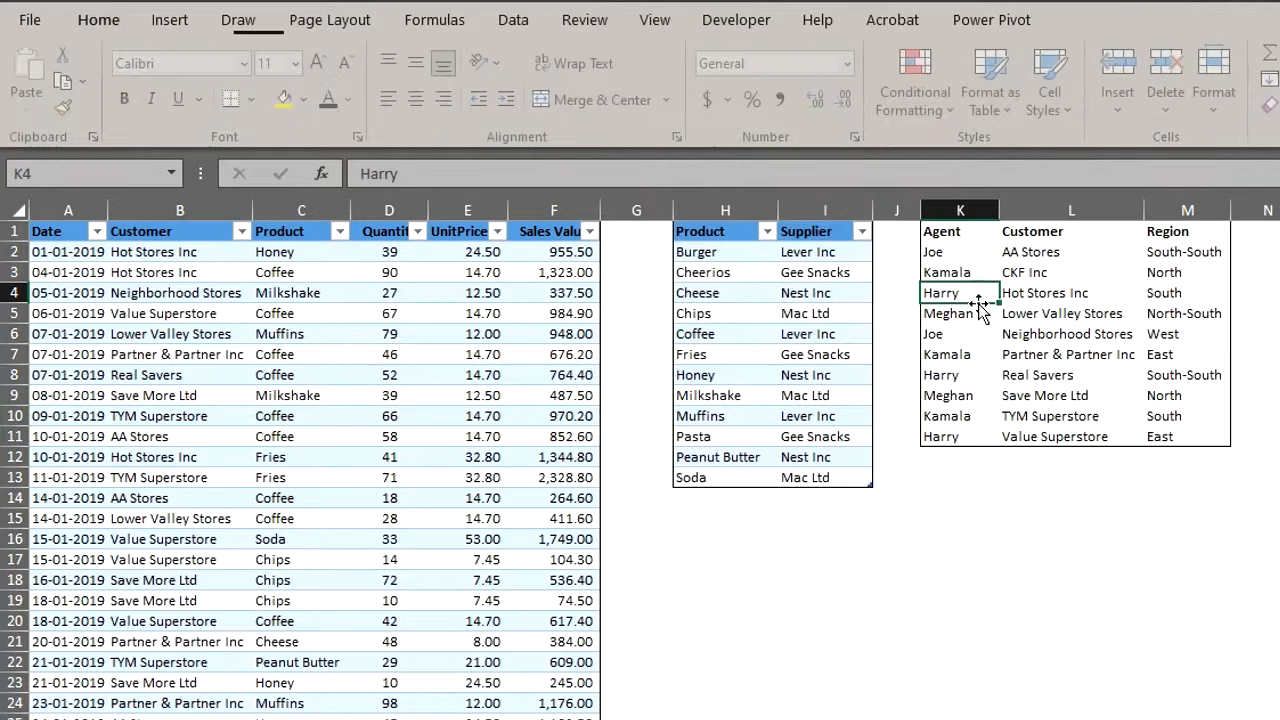 File Home Insert Draw Page Layout Formulas Data Review View Developer Help Acrobat Power Pivot
Calibri 11 A A ab Wrap Text General
Paste B I U A Merge & Center $ % Conditional Formatting Format as Table Cell Styles Insert Delete Format
Clipboard Font Alignment Number Styles Cells
K4 fx Harry
A B C D E F G H I J K L M N
1 Date Customer Product Quantit UnitPrice Sales Valu Product Supplier Agent Customer Region
2 01-01-2019 Hot Stores Inc Honey 39 24.50 955.50 Burger Lever Inc Joe AA Stores South-South
3 04-01-2019 Hot Stores Inc Coffee 90 14.70 1,323.00 Cheerios Gee Snacks Kamala CKF Inc North
4 05-01-2019 Neighborhood Stores Milkshake 27 12.50 337.50 Cheese Nest Inc Harry Hot Stores Inc South
5 06-01-2019 Value Superstore Coffee 67 14.70 984.90 Chips Mac Ltd Meghan Lower Valley Stores North-South
6 07-01-2019 Lower Valley Stores Muffins 79 12.00 948.00 Coffee Lever Inc Joe Neighborhood Stores West
7 07-01-2019 Partner & Partner Inc Coffee 46 14.70 676.20 Fries Gee Snacks Kamala Partner & Partner Inc East
8 07-01-2019 Real Savers Coffee 52 14.70 764.40 Honey Nest Inc Harry Real Savers South-South
9 08-01-2019 Save More Ltd Milkshake 39 12.50 487.50 Milkshake Mac Ltd Meghan Save More Ltd North
10 09-01-2019 TYM Superstore Coffee 66 14.70 970.20 Muffins Lever Inc Kamala TYM Superstore South
11 10-01-2019 AA Stores Coffee 58 14.70 852.60 Pasta Gee Snacks Harry Value Superstore East
12 10-01-2019 Hot Stores Inc Fries 41 32.80 1,344.80 Peanut Butter Nest Inc
13 11-01-2019 TYM Superstore Fries 71 32.80 2,328.80 Soda Mac Ltd
14 14-01-2019 AA Stores Coffee 18 14.70 264.60
15 14-01-2019 Lower Valley Stores Coffee 28 14.70 411.60
16 15-01-2019 Value Superstore Soda 33 53.00 1,749.00
17 15-01-2019 Value Superstore Chips 14 7.45 104.30
18 16-01-2019 Save More Ltd Chips 72 7.45 536.40
19 18-01-2019 Save More Ltd Chips 10 7.45 74.50
20 18-01-2019 Value Superstore Coffee 42 14.70 617.40
21 20-01-2019 Partner & Partner Inc Cheese 48 8.00 384.00
22 21-01-2019 TYM Superstore Peanut Butter 29 21.00 609.00
23 21-01-2019 Save More Ltd Honey 10 24.50 245.00
24 23-01-2019 Partner & Partner Inc Muffins 98 12.00 1,176.00